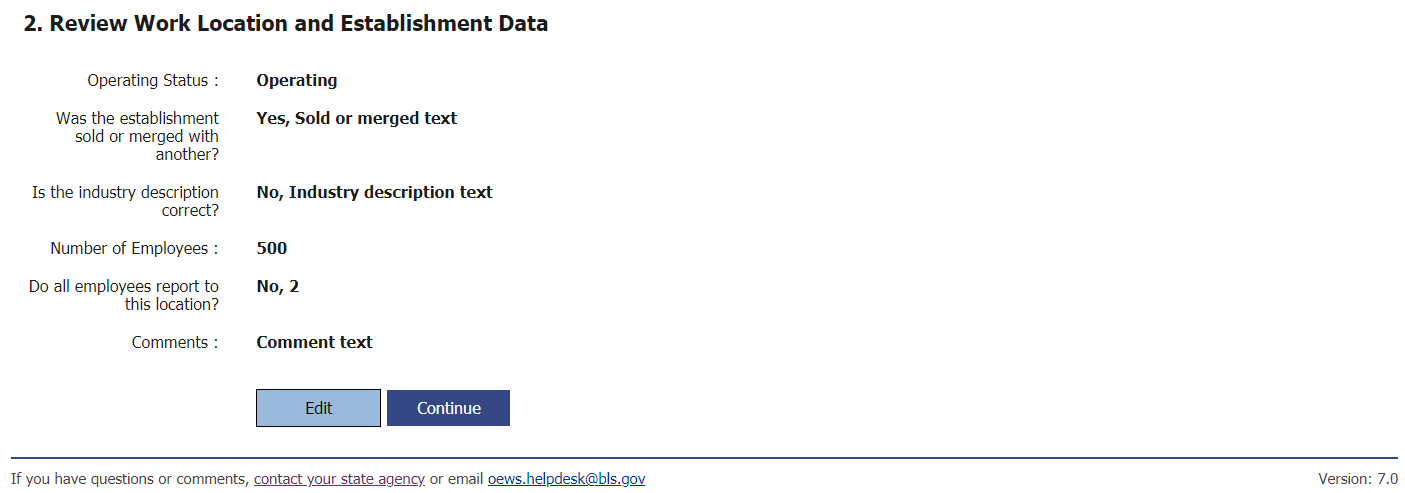 2. Review Work Location and Establishment Data
Operating Status : Operating
Was the establishment Yes, Sold or merged text
sold or merged with
another?
Is the industry description No, Industry description text
correct?
Number of Employees : 500
Do all employees report to No, 2
this location?
Comments : Comment text
Edit Continue
If you have questions or comments, contact your state agency or email oews.helpdesk@bls.gov Version: 7.0